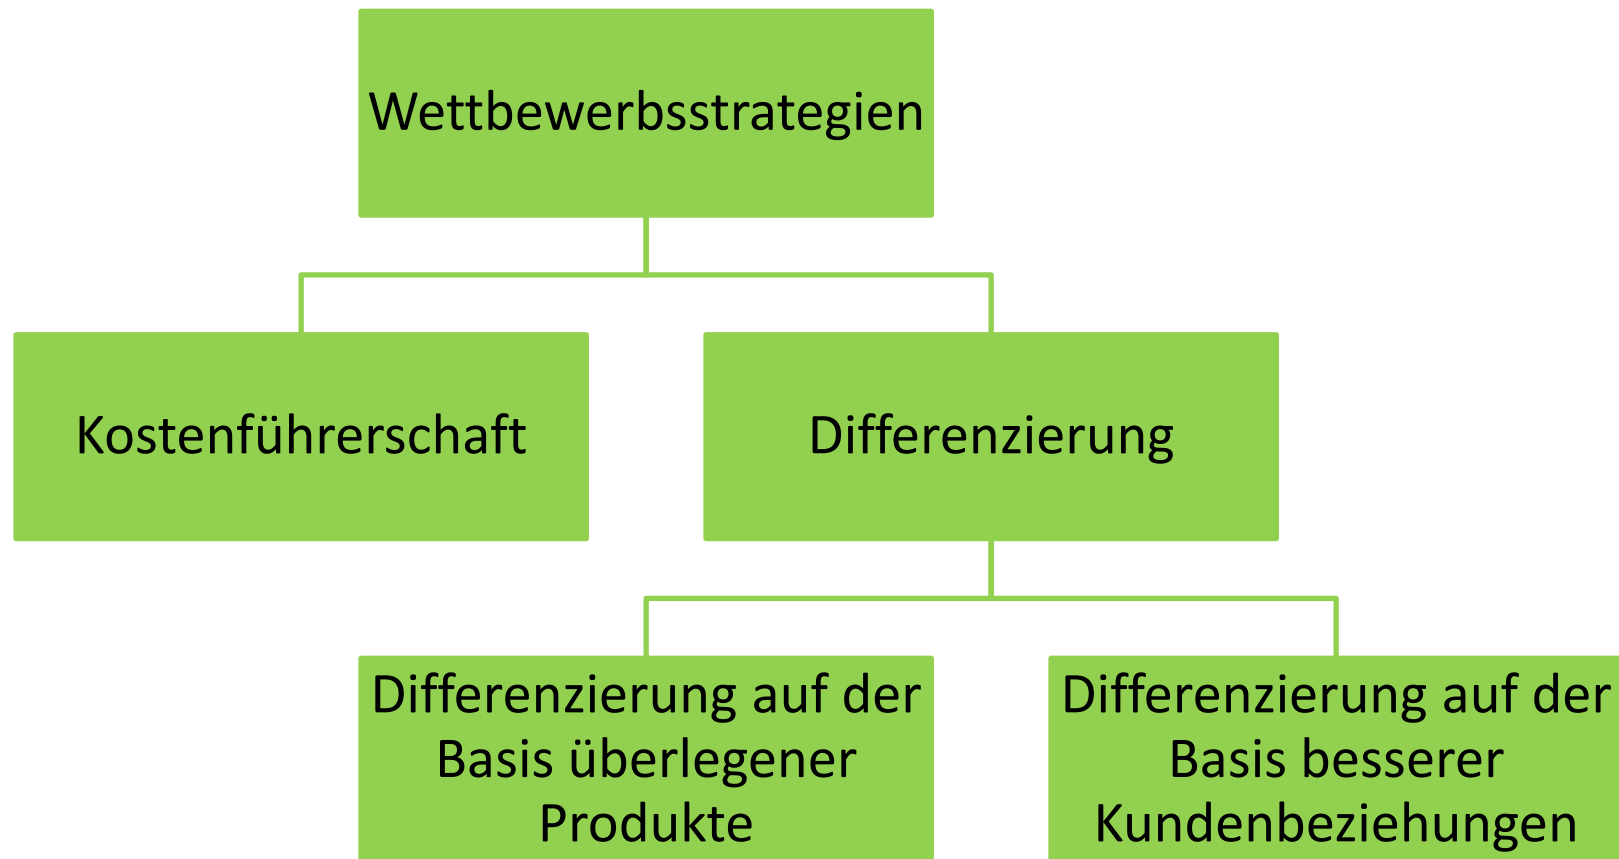 Wettbewerbsstrategien
Kostenführerschaft
Differenzierung
Differenzierung auf der
Basis überlegener
Produkte
Differenzierung auf der
Basis besserer
Kundenbeziehungen